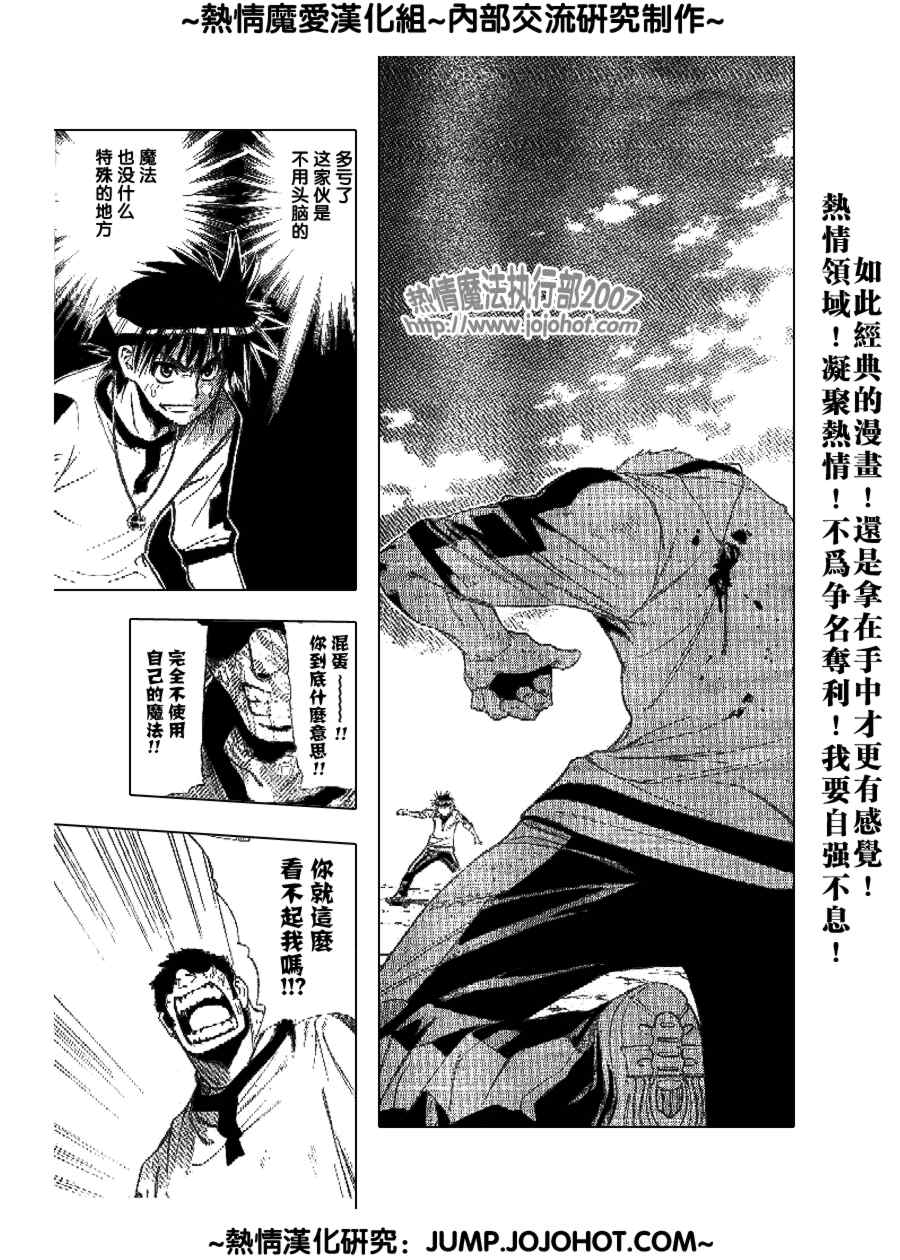 ~熱情魔愛漢化組~內部交流研究制作~
如此經典的漫畫！還是拿在手中才更有感覺！
熱情領域！凝聚熱情！不爲争名奪利！我要自强不息！
熱情魔法执行部2007
http://www.jojohot.com
多亏了
这家伙是
不用头脑的
魔法
也没什么
特殊的地方
混蛋~~~~!!
你到底什麼意思!!
完全不使用
自己的魔法!!
你就這麼
看不起我嗎!!?
~熱情漢化研究：JUMP.JOJOHOT.COM~